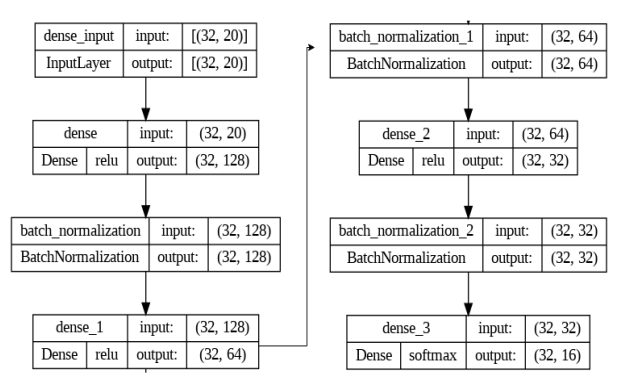 dense_input input: [(32, 20)]
InputLayer output: [(32, 20)]
dense input: (32, 20)
Dense relu output: (32, 128)
batch_normalization input: (32, 128)
BatchNormalization output: (32, 128)
dense_1 input: (32, 128)
Dense relu output: (32, 64)
batch_normalization_1 input: (32, 64)
BatchNormalization output: (32, 64)
dense_2 input: (32, 64)
Dense relu output: (32, 32)
batch_normalization_2 input: (32, 32)
BatchNormalization output: (32, 32)
dense_3 input: (32, 32)
Dense softmax output: (32, 16)